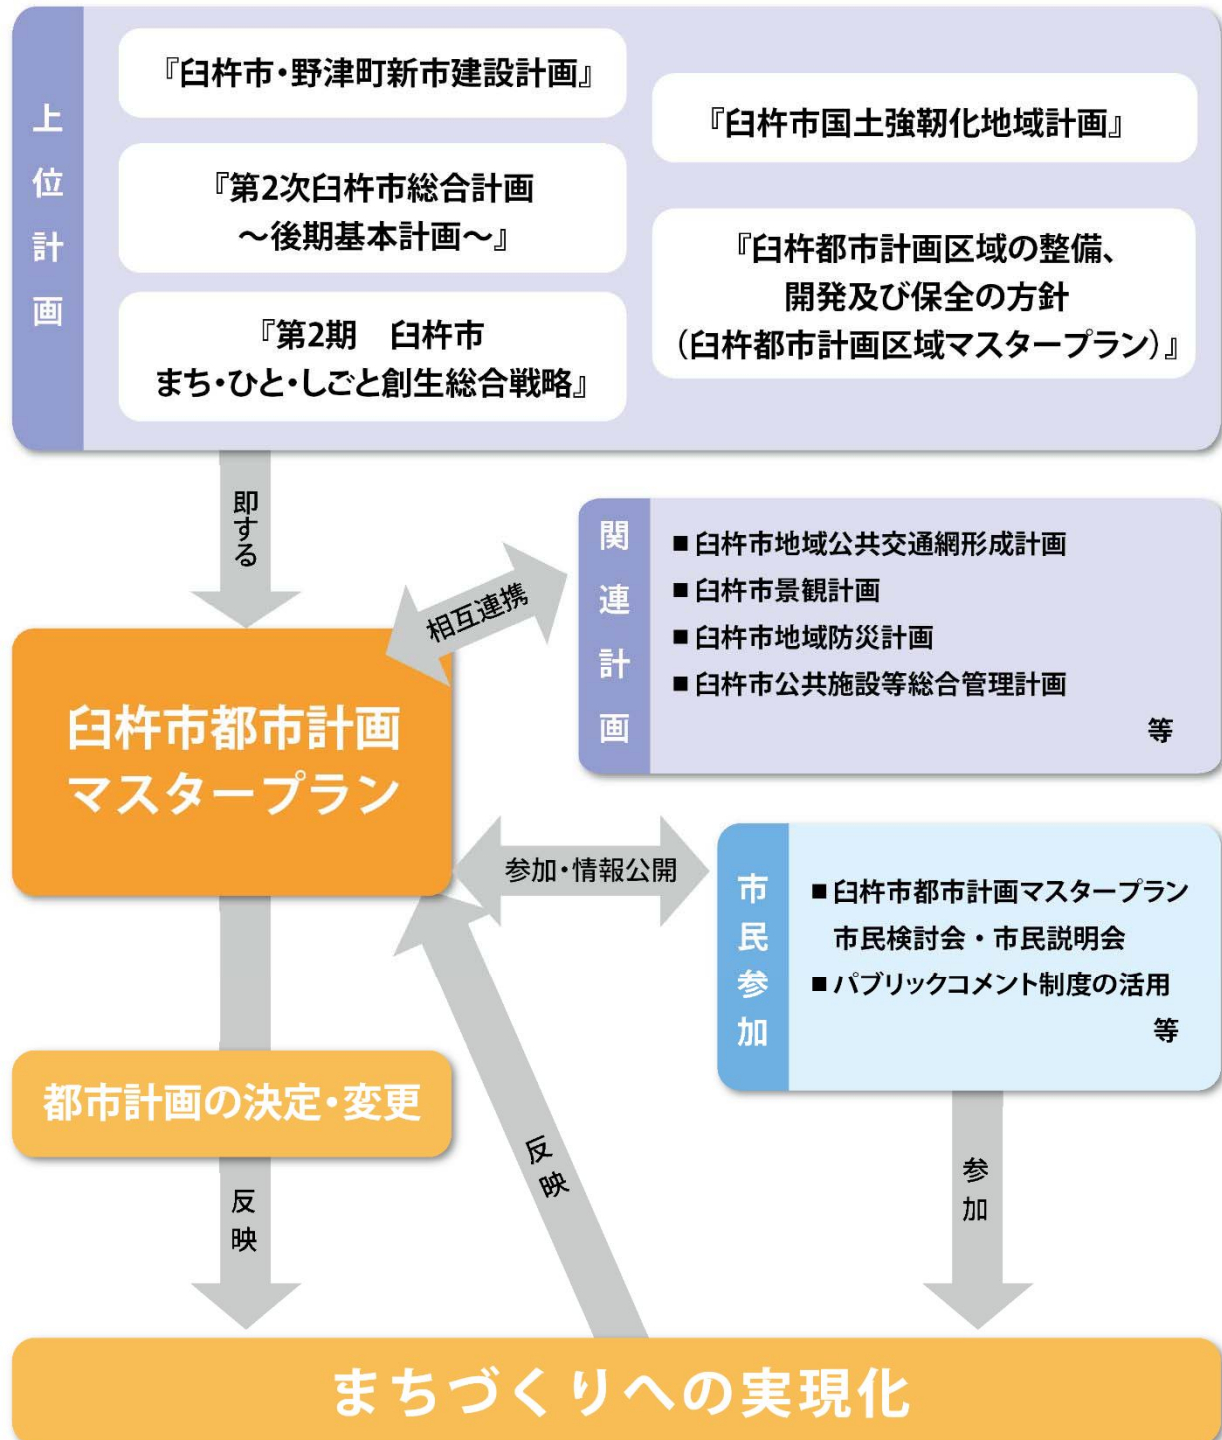 上位計画
『臼杵市・野津町新市建設計画』
『第2次臼杵市総合計画
～後期基本計画～』
『第2期　臼杵市
まち・ひと・しごと創生総合戦略』
『臼杵市国土強靭化地域計画』
『臼杵都市計画区域の整備、
開発及び保全の方針
（臼杵都市計画区域マスタープラン）』
即する
相互連携
関連計画
■ 臼杵市地域公共交通網形成計画
■ 臼杵市景観計画
■ 臼杵市地域防災計画
■ 臼杵市公共施設等総合管理計画
等
臼杵市都市計画
マスタープラン
参加・情報公開
市民参加
■ 臼杵市都市計画マスタープラン
市民検討会・市民説明会
■ パブリックコメント制度の活用
等
都市計画の決定・変更
反映
反映
参加
まちづくりへの実現化